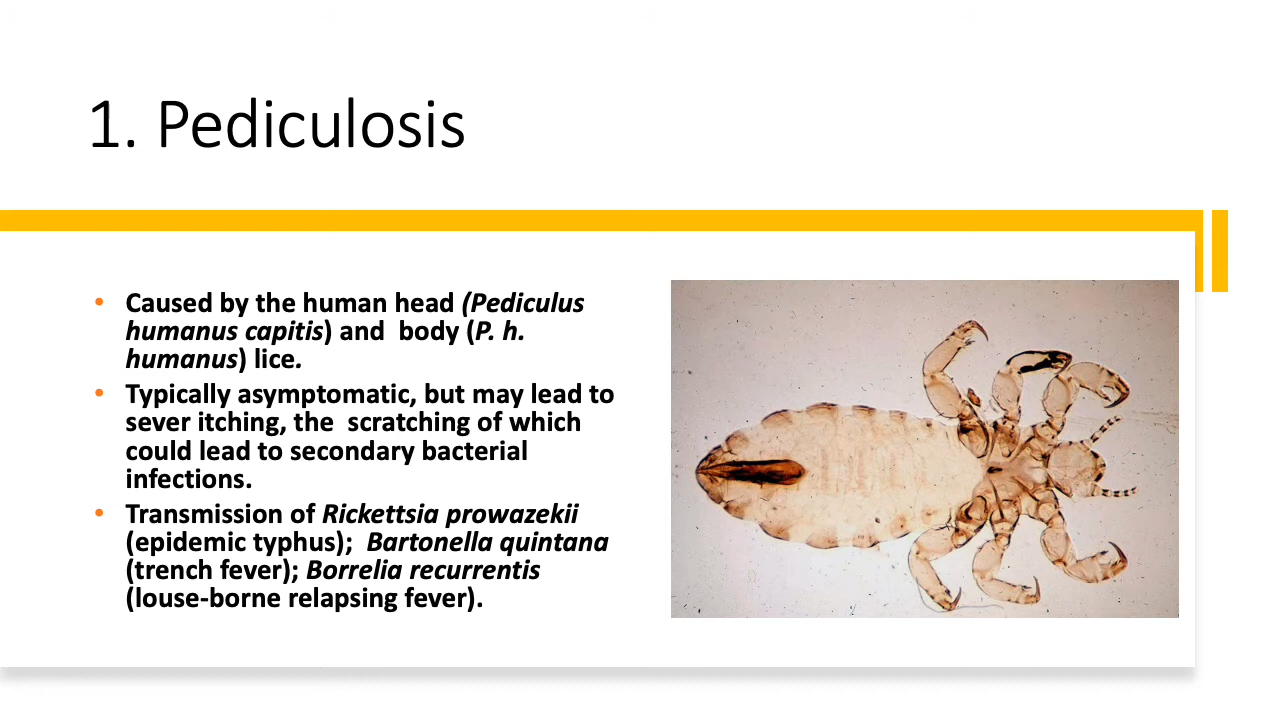 1. Pediculosis
• Caused by the human head (Pediculus
humanus capitis) and  body (P. h.
humanus) lice.
• Typically asymptomatic, but may lead to
sever itching, the  scratching of which
could lead to secondary bacterial
infections.
• Transmission of Rickettsia prowazekii
(epidemic typhus);  Bartonella quintana
(trench fever); Borrelia recurrentis
(louse-borne relapsing fever).